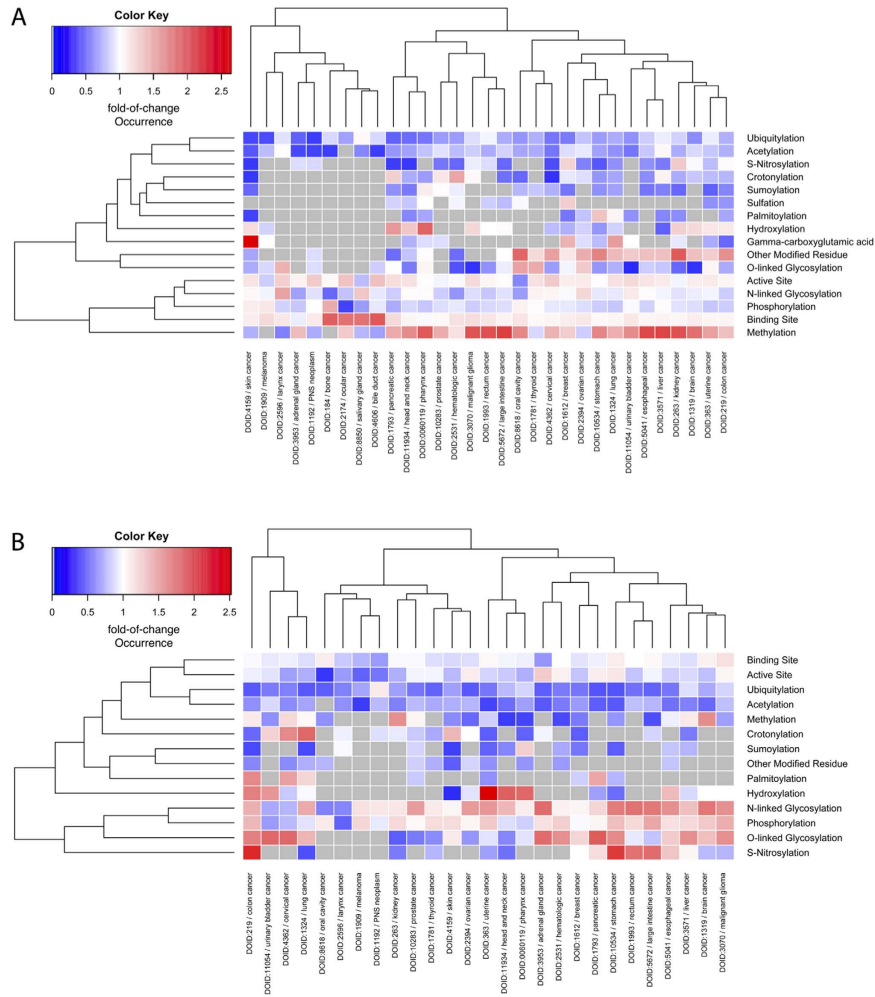 A
Color Key
0 0.5 1 1.5 2 2.5
fold-of-change
Occurrence
Ubiquitylation
Acetylation
S-Nitrosylation
Crotonylation
Sumoylation
Sulfation
Palmitoylation
Hydroxylation
Gamma-carboxyglutamic acid
Other Modified Residue
O-linked Glycosylation
Active Site
N-linked Glycosylation
Phosphorylation
Binding Site
Methylation
DOID:4159 / skin cancer
DOID:1909 / melanoma
DOID:2596 / larynx cancer
DOID:3953 / adrenal gland cancer
DOID:1192 / PNS neoplasm
DOID:184 / bone cancer
DOID:2174 / ocular cancer
DOID:8850 / salivary gland cancer
DOID:4606 / bile duct cancer
DOID:1793 / pancreatic cancer
DOID:11934 / head and neck cancer
DOID:0060119 / pharynx cancer
DOID:10283 / prostate cancer
DOID:2531 / hematologic cancer
DOID:3070 / malignant glioma
DOID:1993 / rectum cancer
DOID:5672 / large intestine cancer
DOID:8618 / oral cavity cancer
DOID:1781 / thyroid cancer
DOID:4362 / cervical cancer
DOID:1612 / breast cancer
DOID:2394 / ovarian cancer
DOID:10534 / stomach cancer
DOID:1324 / lung cancer
DOID:11054 / urinary bladder cancer
DOID:5041 / esophageal cancer
DOID:3571 / liver cancer
DOID:263 / kidney cancer
DOID:1319 / brain cancer
DOID:363 / uterine cancer
DOID:219 / colon cancer
B
Color Key
0 0.5 1 1.5 2 2.5
fold-of-change
Occurrence
Binding Site
Active Site
Ubiquitylation
Acetylation
Methylation
Crotonylation
Sumoylation
Other Modified Residue
Palmitoylation
Hydroxylation
N-linked Glycosylation
Phosphorylation
O-linked Glycosylation
S-Nitrosylation
DOID:219 / colon cancer
DOID:11054 / urinary bladder cancer
DOID:4362 / cervical cancer
DOID:1324 / lung cancer
DOID:8618 / oral cavity cancer
DOID:2596 / larynx cancer
DOID:1909 / melanoma
DOID:1192 / PNS neoplasm
DOID:263 / kidney cancer
DOID:10283 / prostate cancer
DOID:1781 / thyroid cancer
DOID:4159 / skin cancer
DOID:2394 / ovarian cancer
DOID:363 / uterine cancer
DOID:11934 / head and neck cancer
DOID:0060119 / pharynx cancer
DOID:3953 / adrenal gland cancer
DOID:2531 / hematologic cancer
DOID:1612 / breast cancer
DOID:1793 / pancreatic cancer
DOID:10534 / stomach cancer
DOID:1993 / rectum cancer
DOID:5672 / large intestine cancer
DOID:5041 / esophageal cancer
DOID:3571 / liver cancer
DOID:1319 / brain cancer
DOID:3070 / malignant glioma